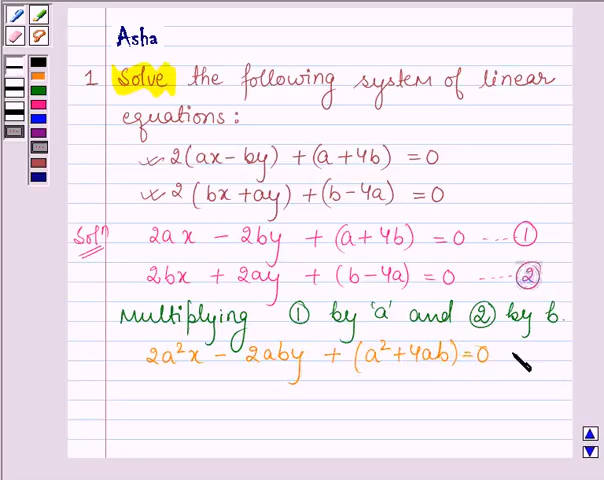 Asha
1 Solve the following system of linear
equations:
2(ax-by) + (a+4b) = 0
2(bx+ay) + (b-4a) = 0
Solⁿ 2ax - 2by + (a+4b) = 0 ---- ①
2bx + 2ay + (b-4a) = 0 ---- ②
Multiplying ① by 'a' and ② by b.
2a²x - 2aby + (a²+4ab) = 0